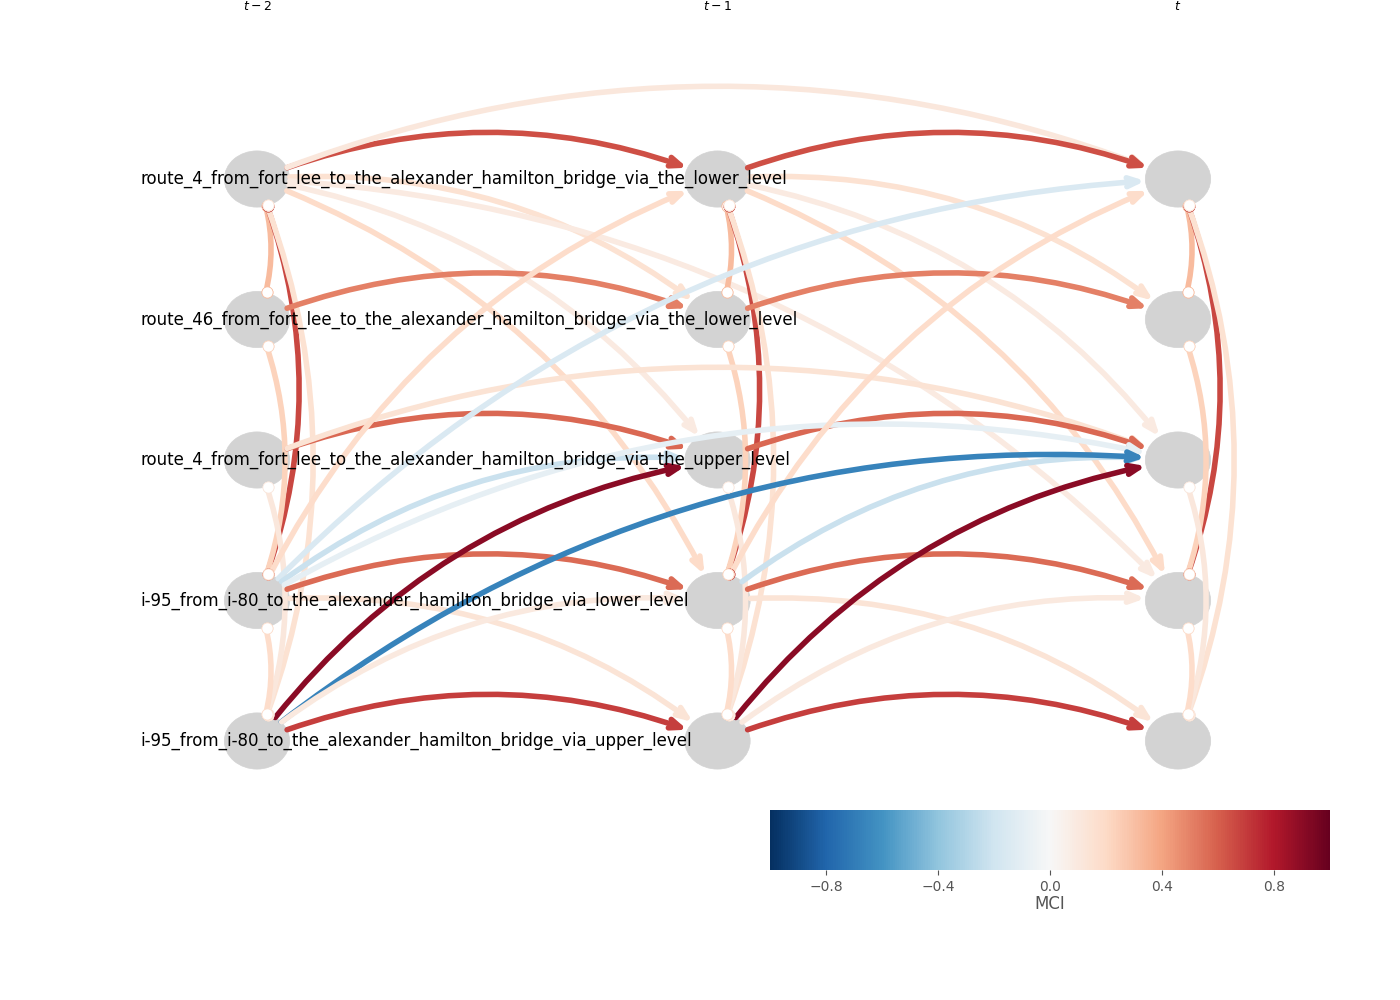 t − 2 t − 1 t
route_4_from_fort_lee_to_the_alexander_hamilton_bridge_via_the_lower_level
route_46_from_fort_lee_to_the_alexander_hamilton_bridge_via_the_lower_level
route_4_from_fort_lee_to_the_alexander_hamilton_bridge_via_the_upper_level
i-95_from_i-80_to_the_alexander_hamilton_bridge_via_lower_level
i-95_from_i-80_to_the_alexander_hamilton_bridge_via_upper_level
−0.8 −0.4 0.0 0.4 0.8
MCI